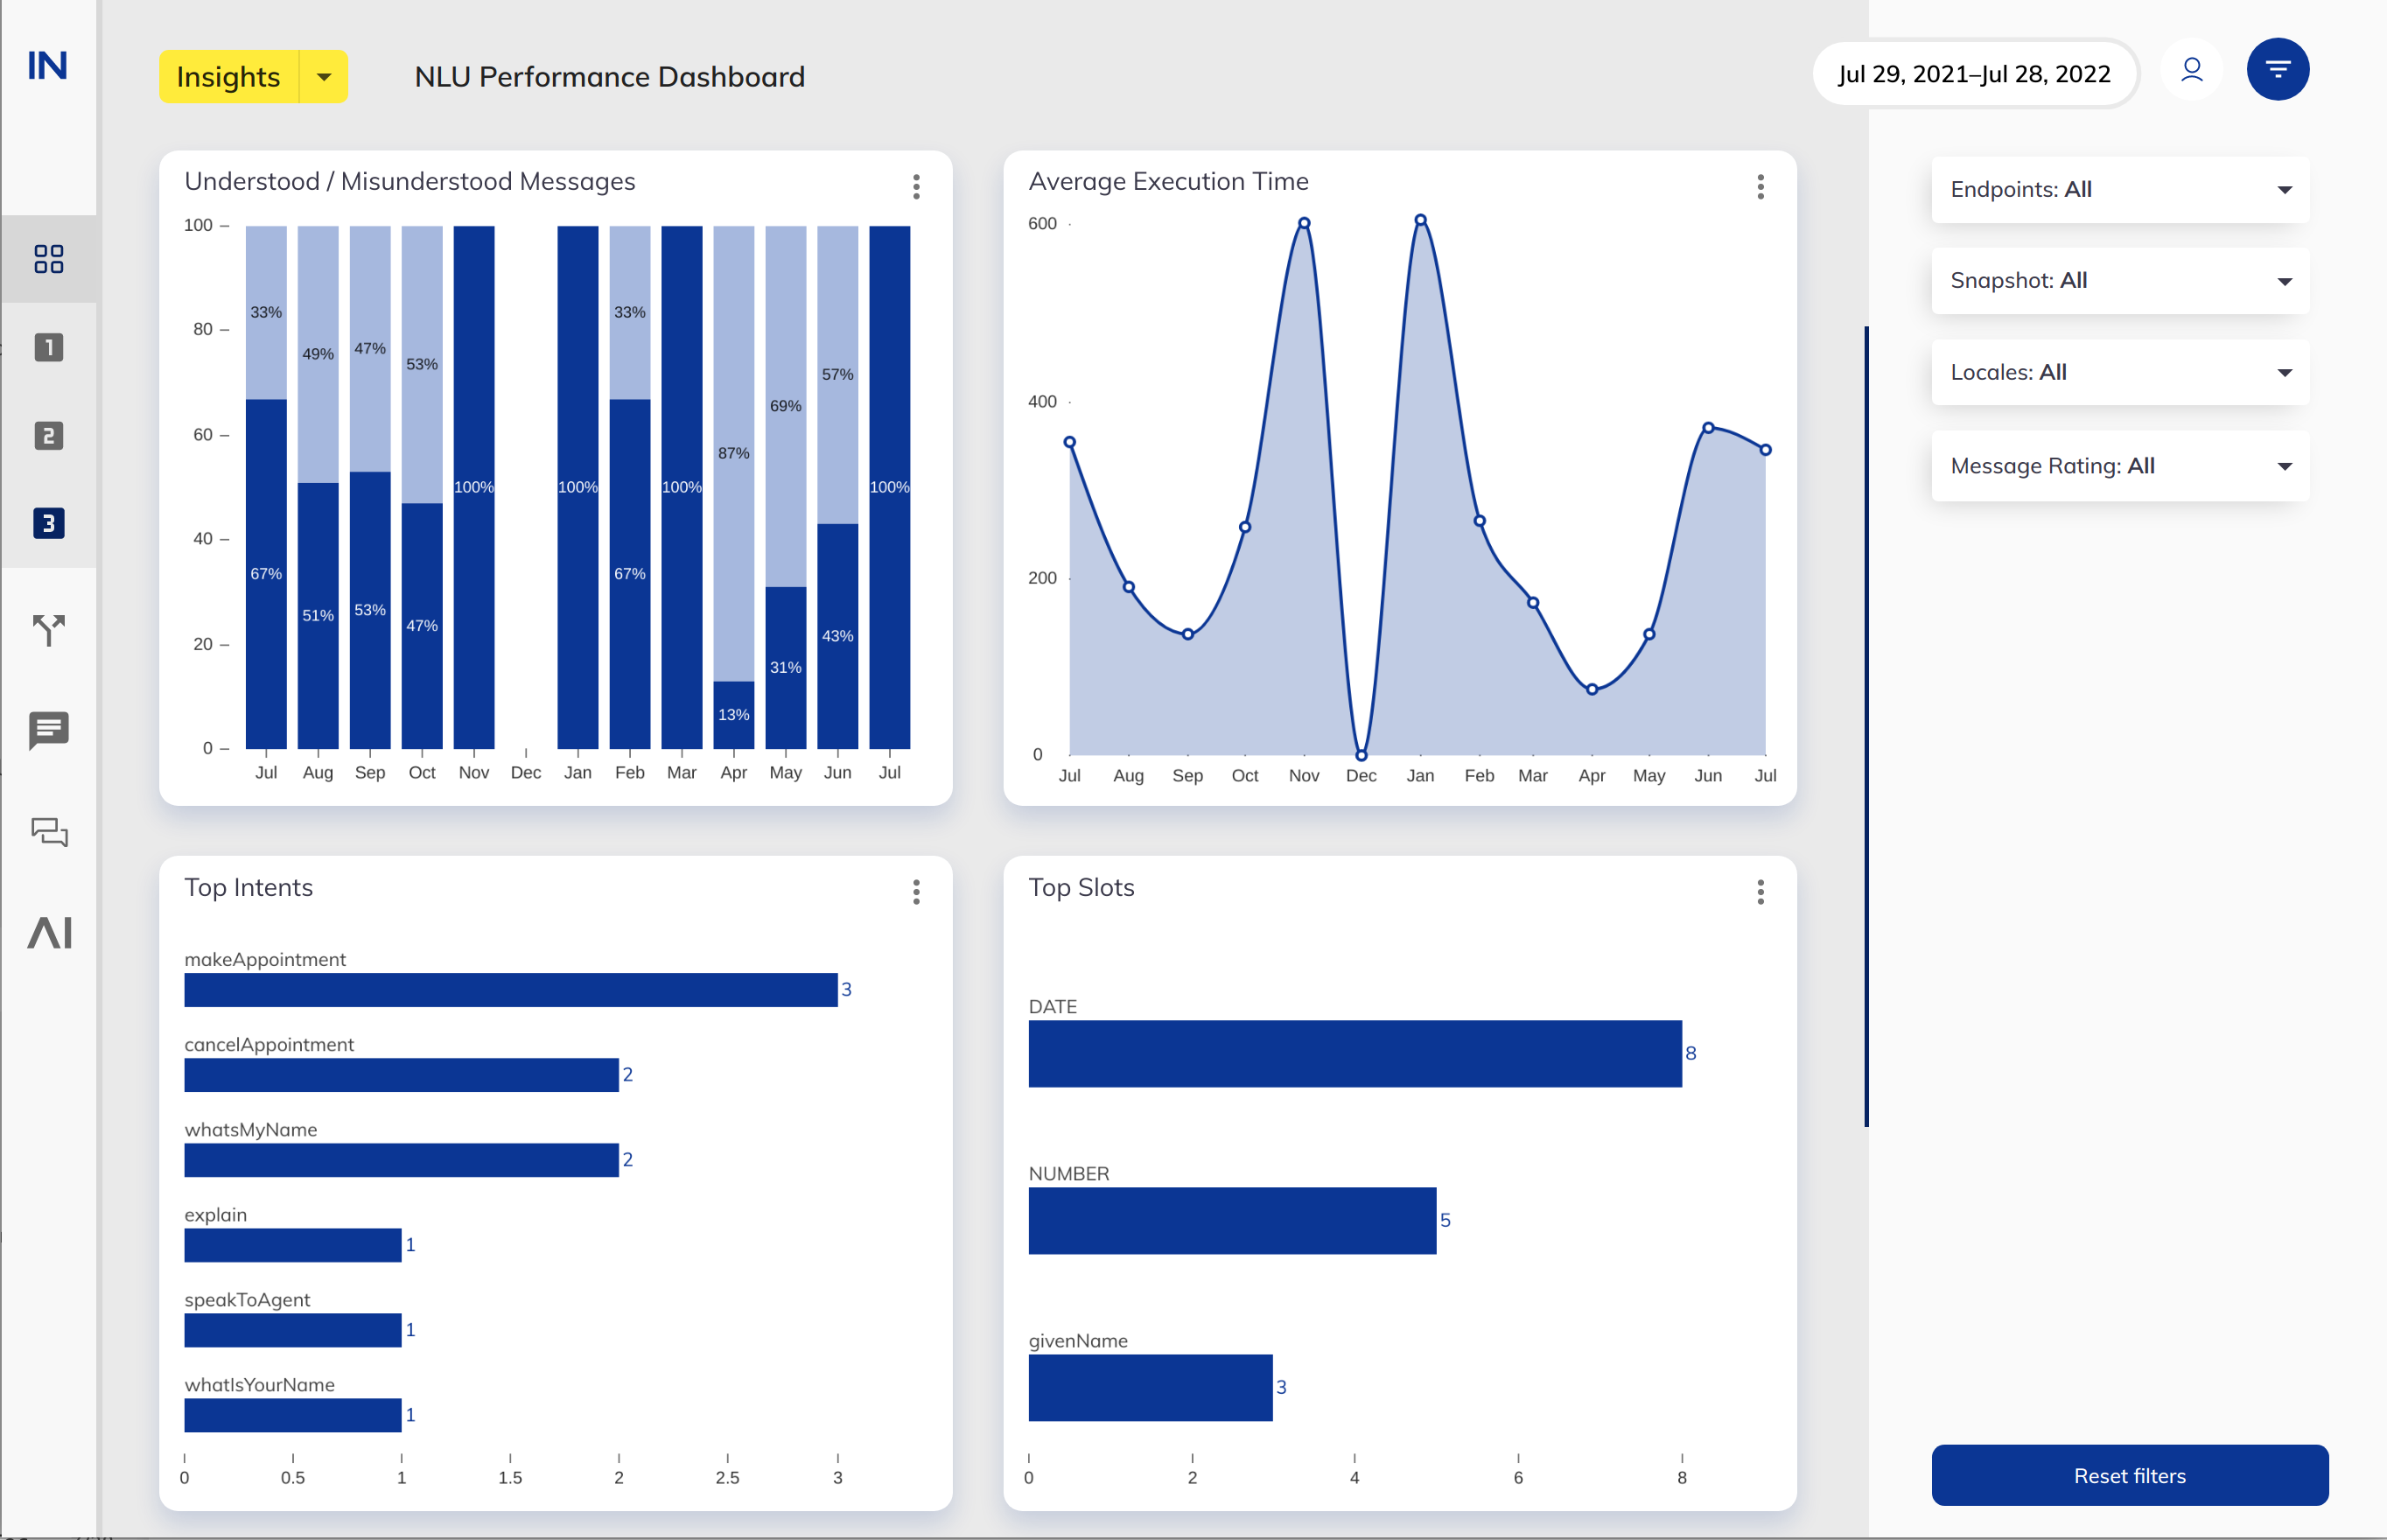 IN
Insights
NLU Performance Dashboard
Jul 29, 2021–Jul 28, 2022
1
2
3
AI
Understood / Misunderstood Messages
100
80
60
40
20
0
33%
49%
47%
53%
33%
87%
69%
57%
67%
51%
53%
47%
100%
100%
67%
100%
13%
31%
43%
100%
Jul Aug Sep Oct Nov Dec Jan Feb Mar Apr May Jun Jul
Average Execution Time
600
400
200
0
Jul Aug Sep Oct Nov Dec Jan Feb Mar Apr May Jun Jul
Top Intents
makeAppointment
3
cancelAppointment
2
whatsMyName
2
explain
1
speakToAgent
1
whatIsYourName
1
0 0.5 1 1.5 2 2.5 3
Top Slots
DATE
8
NUMBER
5
givenName
3
0 2 4 6 8
Endpoints: All
Snapshot: All
Locales: All
Message Rating: All
Reset filters